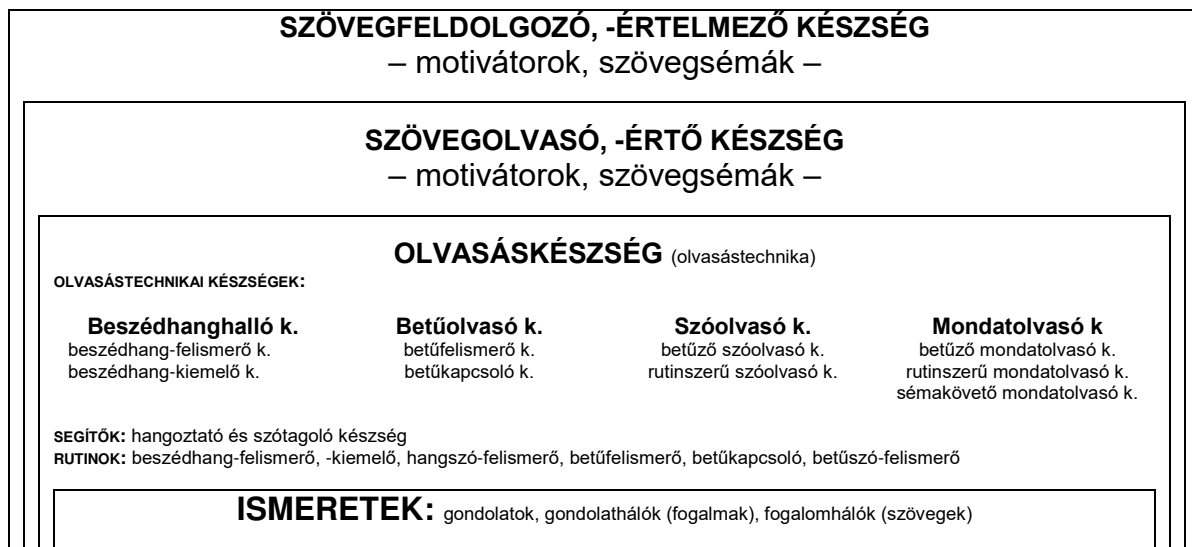 SZÖVEGFELDOLGOZÓ, -ÉRTELMEZŐ KÉSZSÉG
– motivátorok, szövegsémák –
SZÖVEGOLVASÓ, -ÉRTŐ KÉSZSÉG
– motivátorok, szövegsémák –
OLVASÁSKÉSZSÉG (olvasástechnika)
OLVASÁSTECHNIKAI KÉSZSÉGEK:
Beszédhanghalló k. Betűolvasó k. Szóolvasó k. Mondatolvasó k
beszédhang-felismerő k. betűfelismerő k. betűző szóolvasó k. betűző mondatolvasó k.
beszédhang-kiemelő k. betűkapcsoló k. rutinszerű szóolvasó k. rutinszerű mondatolvasó k.
sémakövető mondatolvasó k.
SEGÍTŐK: hangoztató és szótagoló készség
RUTINOK: beszédhang-felismerő, -kiemelő, hangszó-felismerő, betűfelismerő, betűkapcsoló, betűszó-felismerő
ISMERETEK: gondolatok, gondolathálók (fogalmak), fogalomhálók (szövegek)